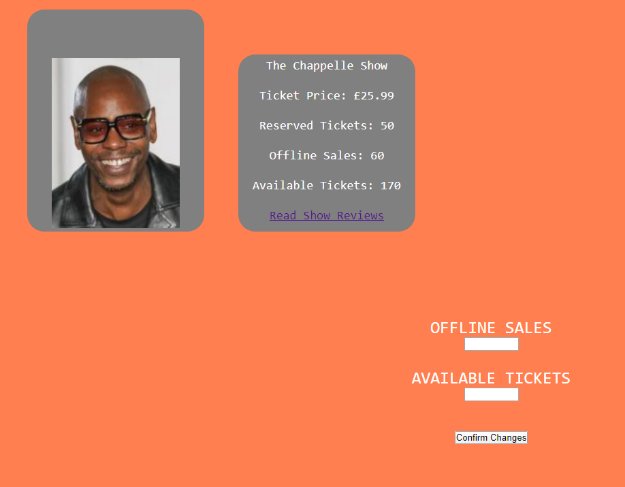 The Chappelle Show
Ticket Price: £25.99
Reserved Tickets: 50
Offline Sales: 60
Available Tickets: 170
Read Show Reviews
OFFLINE SALES
AVAILABLE TICKETS
Confirm Changes